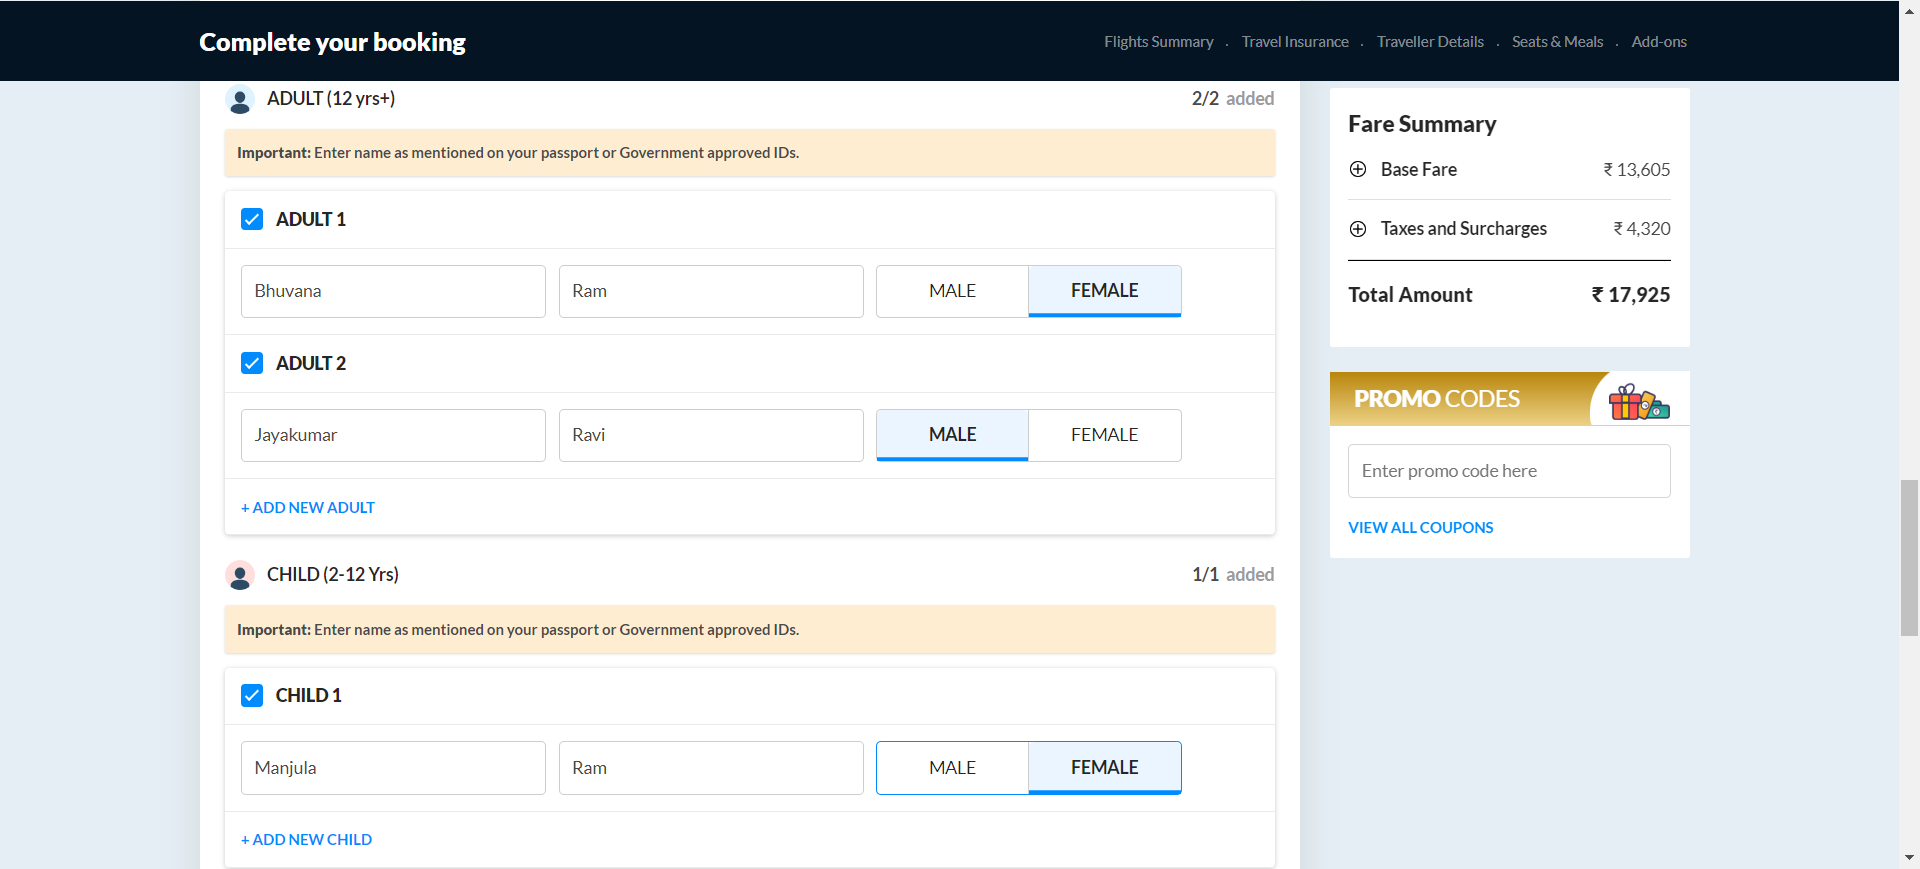 Complete your booking
Flights Summary . Travel Insurance . Traveller Details . Seats & Meals . Add-ons
ADULT (12 yrs+)
2/2 added
Important: Enter name as mentioned on your passport or Government approved IDs.
ADULT 1
Bhuvana
Ram
MALE
FEMALE
ADULT 2
Jayakumar
Ravi
MALE
FEMALE
+ ADD NEW ADULT
CHILD (2-12 Yrs)
1/1 added
Important: Enter name as mentioned on your passport or Government approved IDs.
CHILD 1
Manjula
Ram
MALE
FEMALE
+ ADD NEW CHILD
Fare Summary
Base Fare
₹ 13,605
Taxes and Surcharges
₹ 4,320
Total Amount
₹ 17,925
PROMO CODES
Enter promo code here
VIEW ALL COUPONS